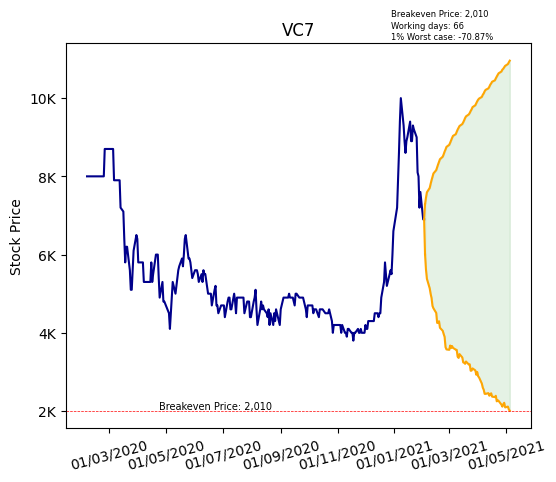 Breakeven Price: 2,010
Working days: 66
1% Worst case: -70.87%
VC7
Stock Price
10K
8K
6K
4K
2K
Breakeven Price: 2,010
01/03/2020
01/05/2020
01/07/2020
01/09/2020
01/11/2020
01/01/2021
01/03/2021
01/05/2021